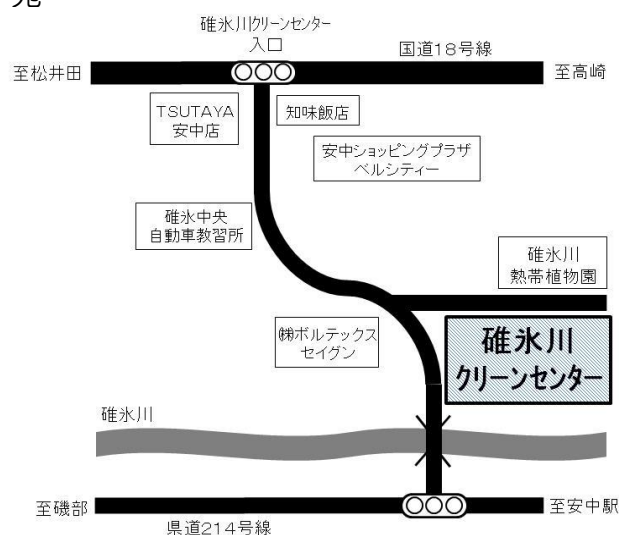 碓氷川クリーンセンター
入口
国道18号線
至松井田
至高崎
TSUTAYA
安中店
知味飯店
安中ショッピングプラザ
ベルシティー
碓氷中央
自動車教習所
碓氷川
熱帯植物園
㈱ボルテックス
セイグン
碓氷川
クリーンセンター
碓氷川
至磯部
至安中駅
県道214号線